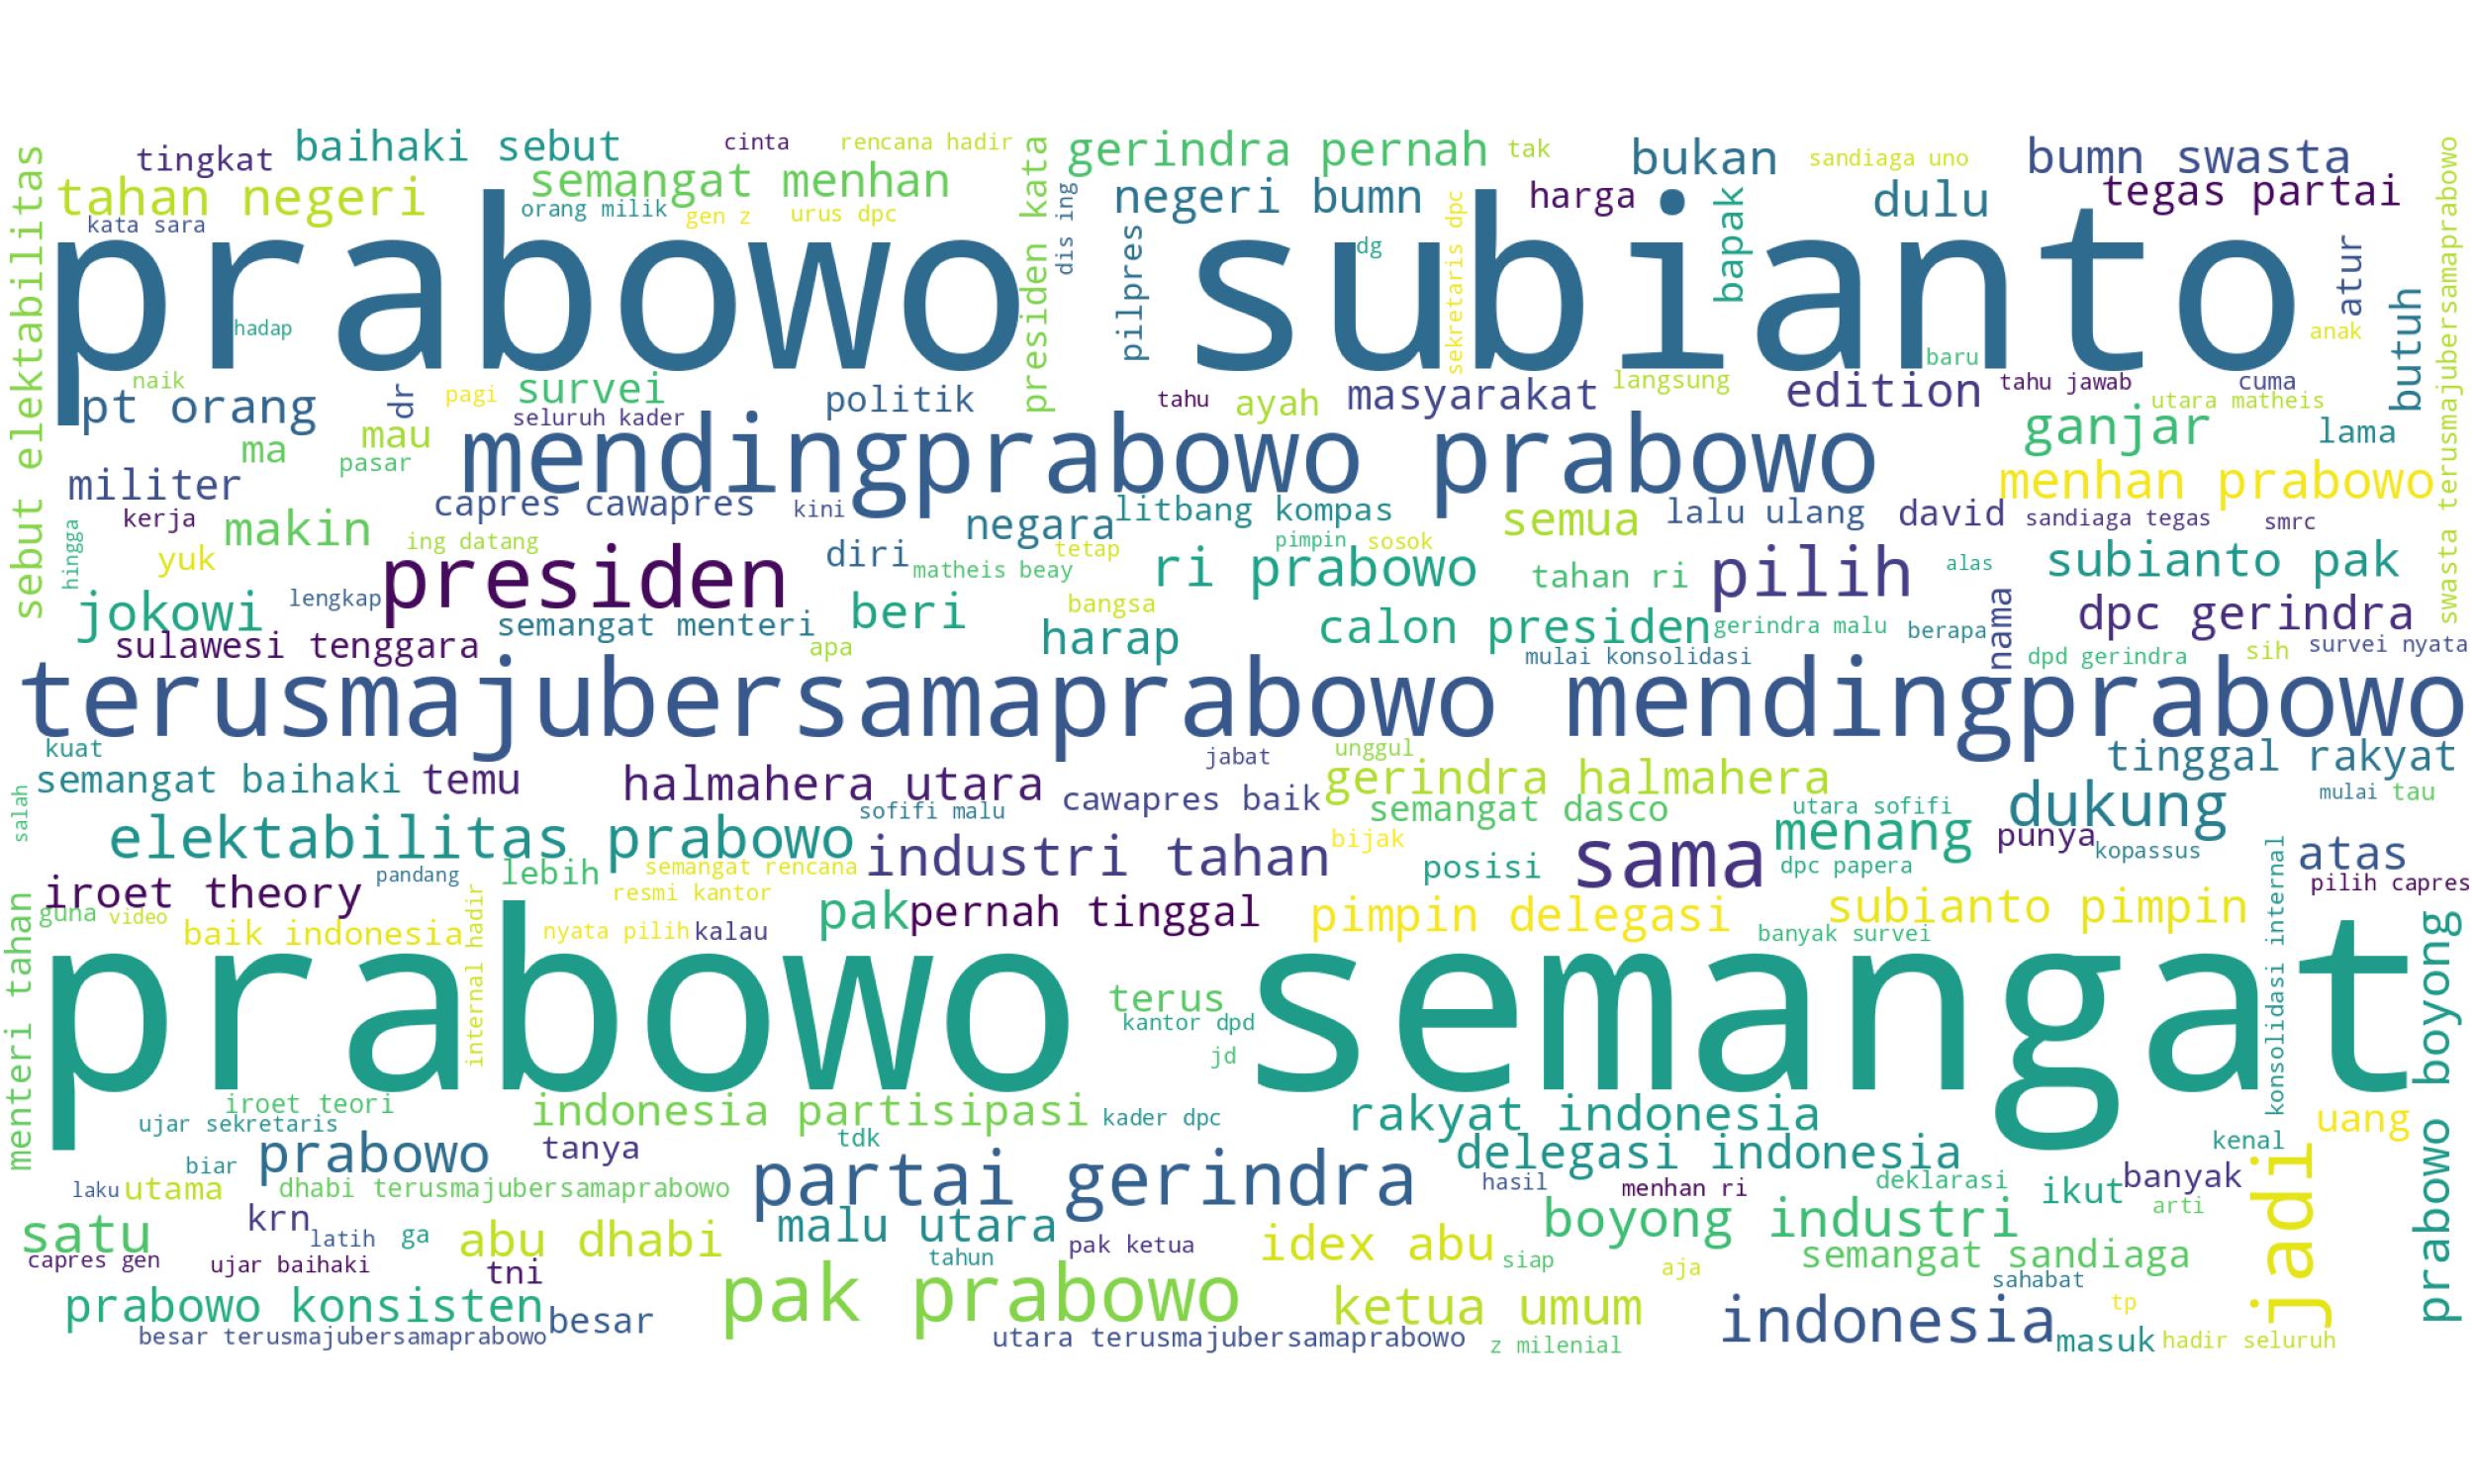 tingkat
baihaki sebut
cinta
rencana hadir
gerindra pernah
tak
bukan
sandiaga uno
bumn swasta
tahan negeri
semangat menhan
negeri bumn
harga
dulu
tegas partai
kata sara
orang milik
gen z
urus dpc
sebut elektabilitas
presiden kata
dis ing
pilpres
dg
sekretaris dpc
bapak
atur
butuh
swasta terusmajubersamaprabowo
prabowo subianto
hadap
baru
anak
naik
pt orang
dr
pagi
survei
seluruh kader
politik
tahu
ayah
masyarakat
langsung
edition
tahu jawab
cuma
utara matheis
ma
mau
pasar
mendingprabowo prabowo
ganjar
lama
militer
capres cawapres
kini
litbang kompas
menhan prabowo
kerja
makin
negara
semua
lalu ulang
david
sandiaga tegas
smrc
hingga
yuk
ing datang
diri
tetap
pimpin
sosok
presiden
matheis beay
ri prabowo
tahan ri
pilih
alas
subianto pak
jokowi
lengkap
beri
bangsa
nama
dpc gerindra
sulawesi tenggara
semangat menteri
apa
harap
calon presiden
gerindra malu
berapa
mulai konsolidasi
dpd gerindra
sih
survei nyata
terusmajubersamaprabowo mendingprabowo
kuat
jabat
unggul
tinggal rakyat
semangat baihaki
temu
halmahera utara
cawapres baik
gerindra halmahera
salah
sofifi malu
semangat dasco
utara sofifi
dukung
mulai
tau
elektabilitas prabowo
industri tahan
bijak
sama
menang
punya
kopassus
atas
iroet theory
pandang
lebih
semangat rencana
posisi
dpc papera
pilih capres
guna
video
resmi kantor
pak
pernah tinggal
pimpin delegasi
subianto pimpin
baik indonesia
internal hadir
nyata pilih
kalau
banyak survei
konsolidasi internal
menteri tahan
prabowo semangat
prabowo boyong
terus
kantor dpd
jd
iroet teori
indonesia partisipasi
kader dpc
rakyat indonesia
uang
ujar sekretaris
tdk
prabowo
tanya
delegasi indonesia
kenal
biar
partai gerindra
laku
utama
dhabi terusmajubersamaprabowo
hasil
menhan ri
deklarasi
ikut
banyak
arti
jadi
satu
krn
latih
ga
abu dhabi
malu utara
idex abu
boyong industri
capres gen
ujar baihaki
tni
tahun
pak ketua
siap
aja
semangat sandiaga
sahabat
prabowo konsisten
besar
pak prabowo
ketua umum
indonesia
tp
besar terusmajubersamaprabowo
utara terusmajubersamaprabowo
z milenial
masuk
hadir seluruh